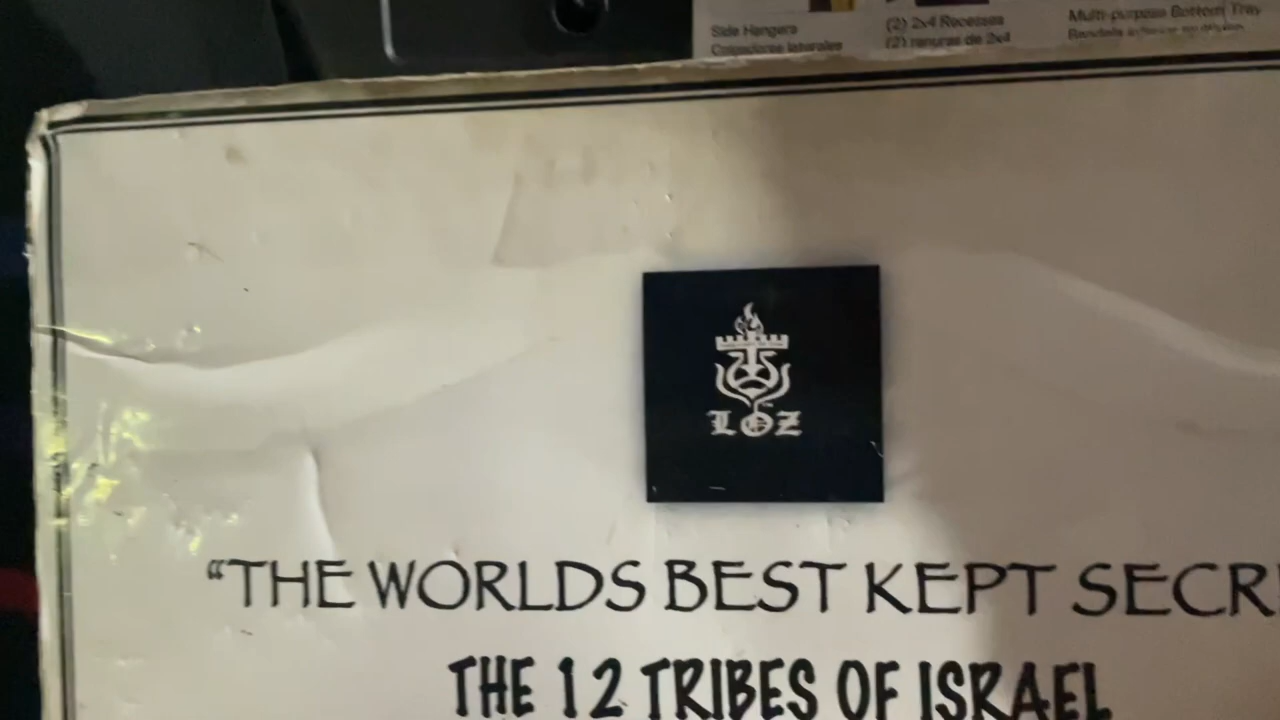 Side Hangers
Colgadores laterales
(2) 2x4 Recesses
(2) ranuras de 2x4
Multi-purpose Bottom Tray
Bandeja
LOZ
“THE WORLDS BEST KEPT SECR
THE 12 TRIBES OF ISRAEL